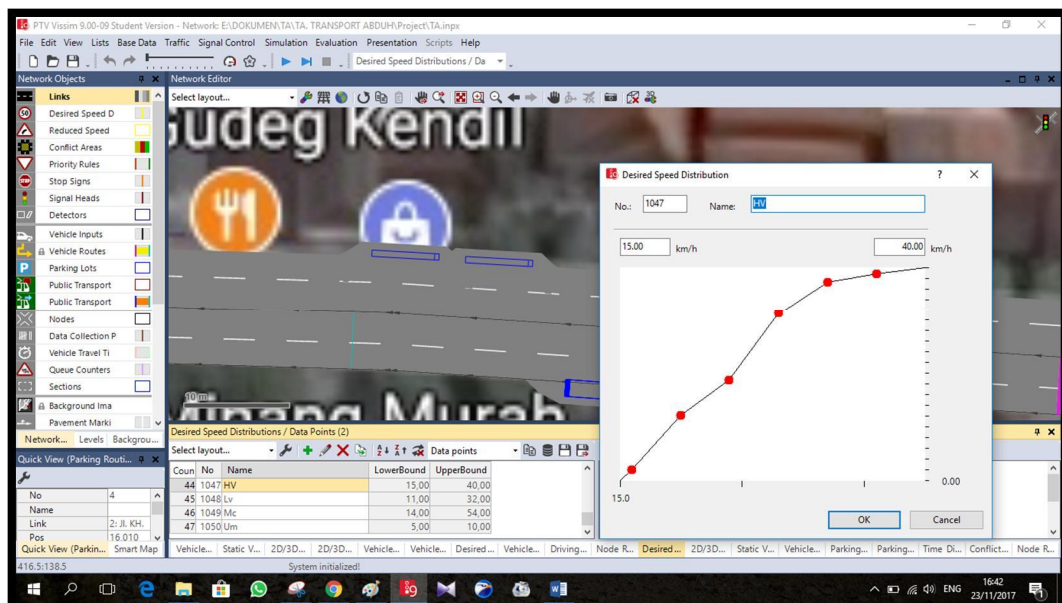 PTV Vissim 9.00-09 Student Version - Network: E:\DOKUMEN\TA\TA. TRANSPORT ABDUH\Project\TA.inpx
File Edit View Lists Base Data Traffic Signal Control Simulation Evaluation Presentation Scripts Help
Desired Speed Distributions / Da
Network Objects
Links
Desired Speed D
Reduced Speed
Conflict Areas
Priority Rules
Stop Signs
Signal Heads
Detectors
Vehicle Inputs
Vehicle Routes
Parking Lots
Public Transport
Public Transport
Nodes
Data Collection P
Vehicle Travel Ti
Queue Counters
Sections
Background Ima
Pavement Marki
Network... Levels Backgrou...
Quick View (Parking Routi...
No 4
Name
Link 2: Jl. KH.
Pos 16.010
Quick View (Parkin... Smart Map
Network Editor
Select layout...
Gudeg Kendil
10 m
Minang Murah
Desired Speed Distribution ? X
No.: 1047 Name: HV
15.00 km/h 40.00 km/h
0.00
15.0
OK Cancel
Desired Speed Distributions / Data Points (2)
Select layout... Data points
Coun No Name LowerBound UpperBound
44 1047 HV 15,00 40,00
45 1048 Lv 11,00 32,00
46 1049 Mc 14,00 54,00
47 1050 Um 5,00 10,00
Vehicle... Static V... 2D/3D... 2D/3D... Vehicle... Vehicle... Desired... Vehicle... Driving... Node R... Desired... 2D/3D... Static V... Vehicle... Parking... Parking... Time Di... Conflict... Node R...
416.5:138.5 System initialized!
ENG 16:42
23/11/2017